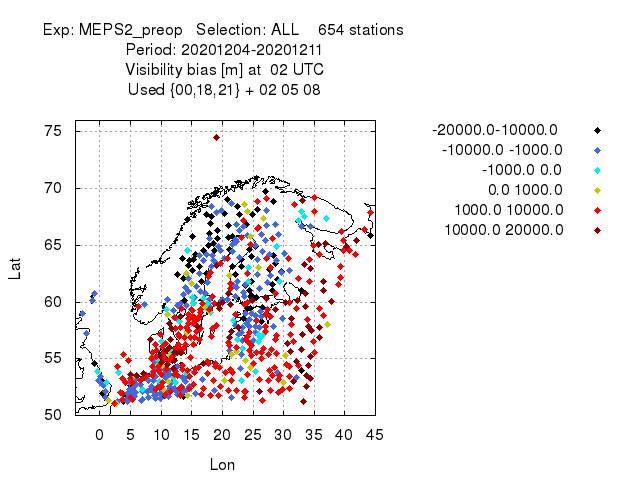 Exp: MEPS2_preop   Selection: ALL    654 stations
Period: 20201204-20201211
Visibility bias [m] at  02 UTC
Used {00,18,21} + 02 05 08
-20000.0-10000.0
-10000.0 -1000.0
-1000.0 0.0
0.0 1000.0
1000.0 10000.0
10000.0 20000.0
75
70
65
60
55
50
Lat
0 5 10 15 20 25 30 35 40 45
Lon